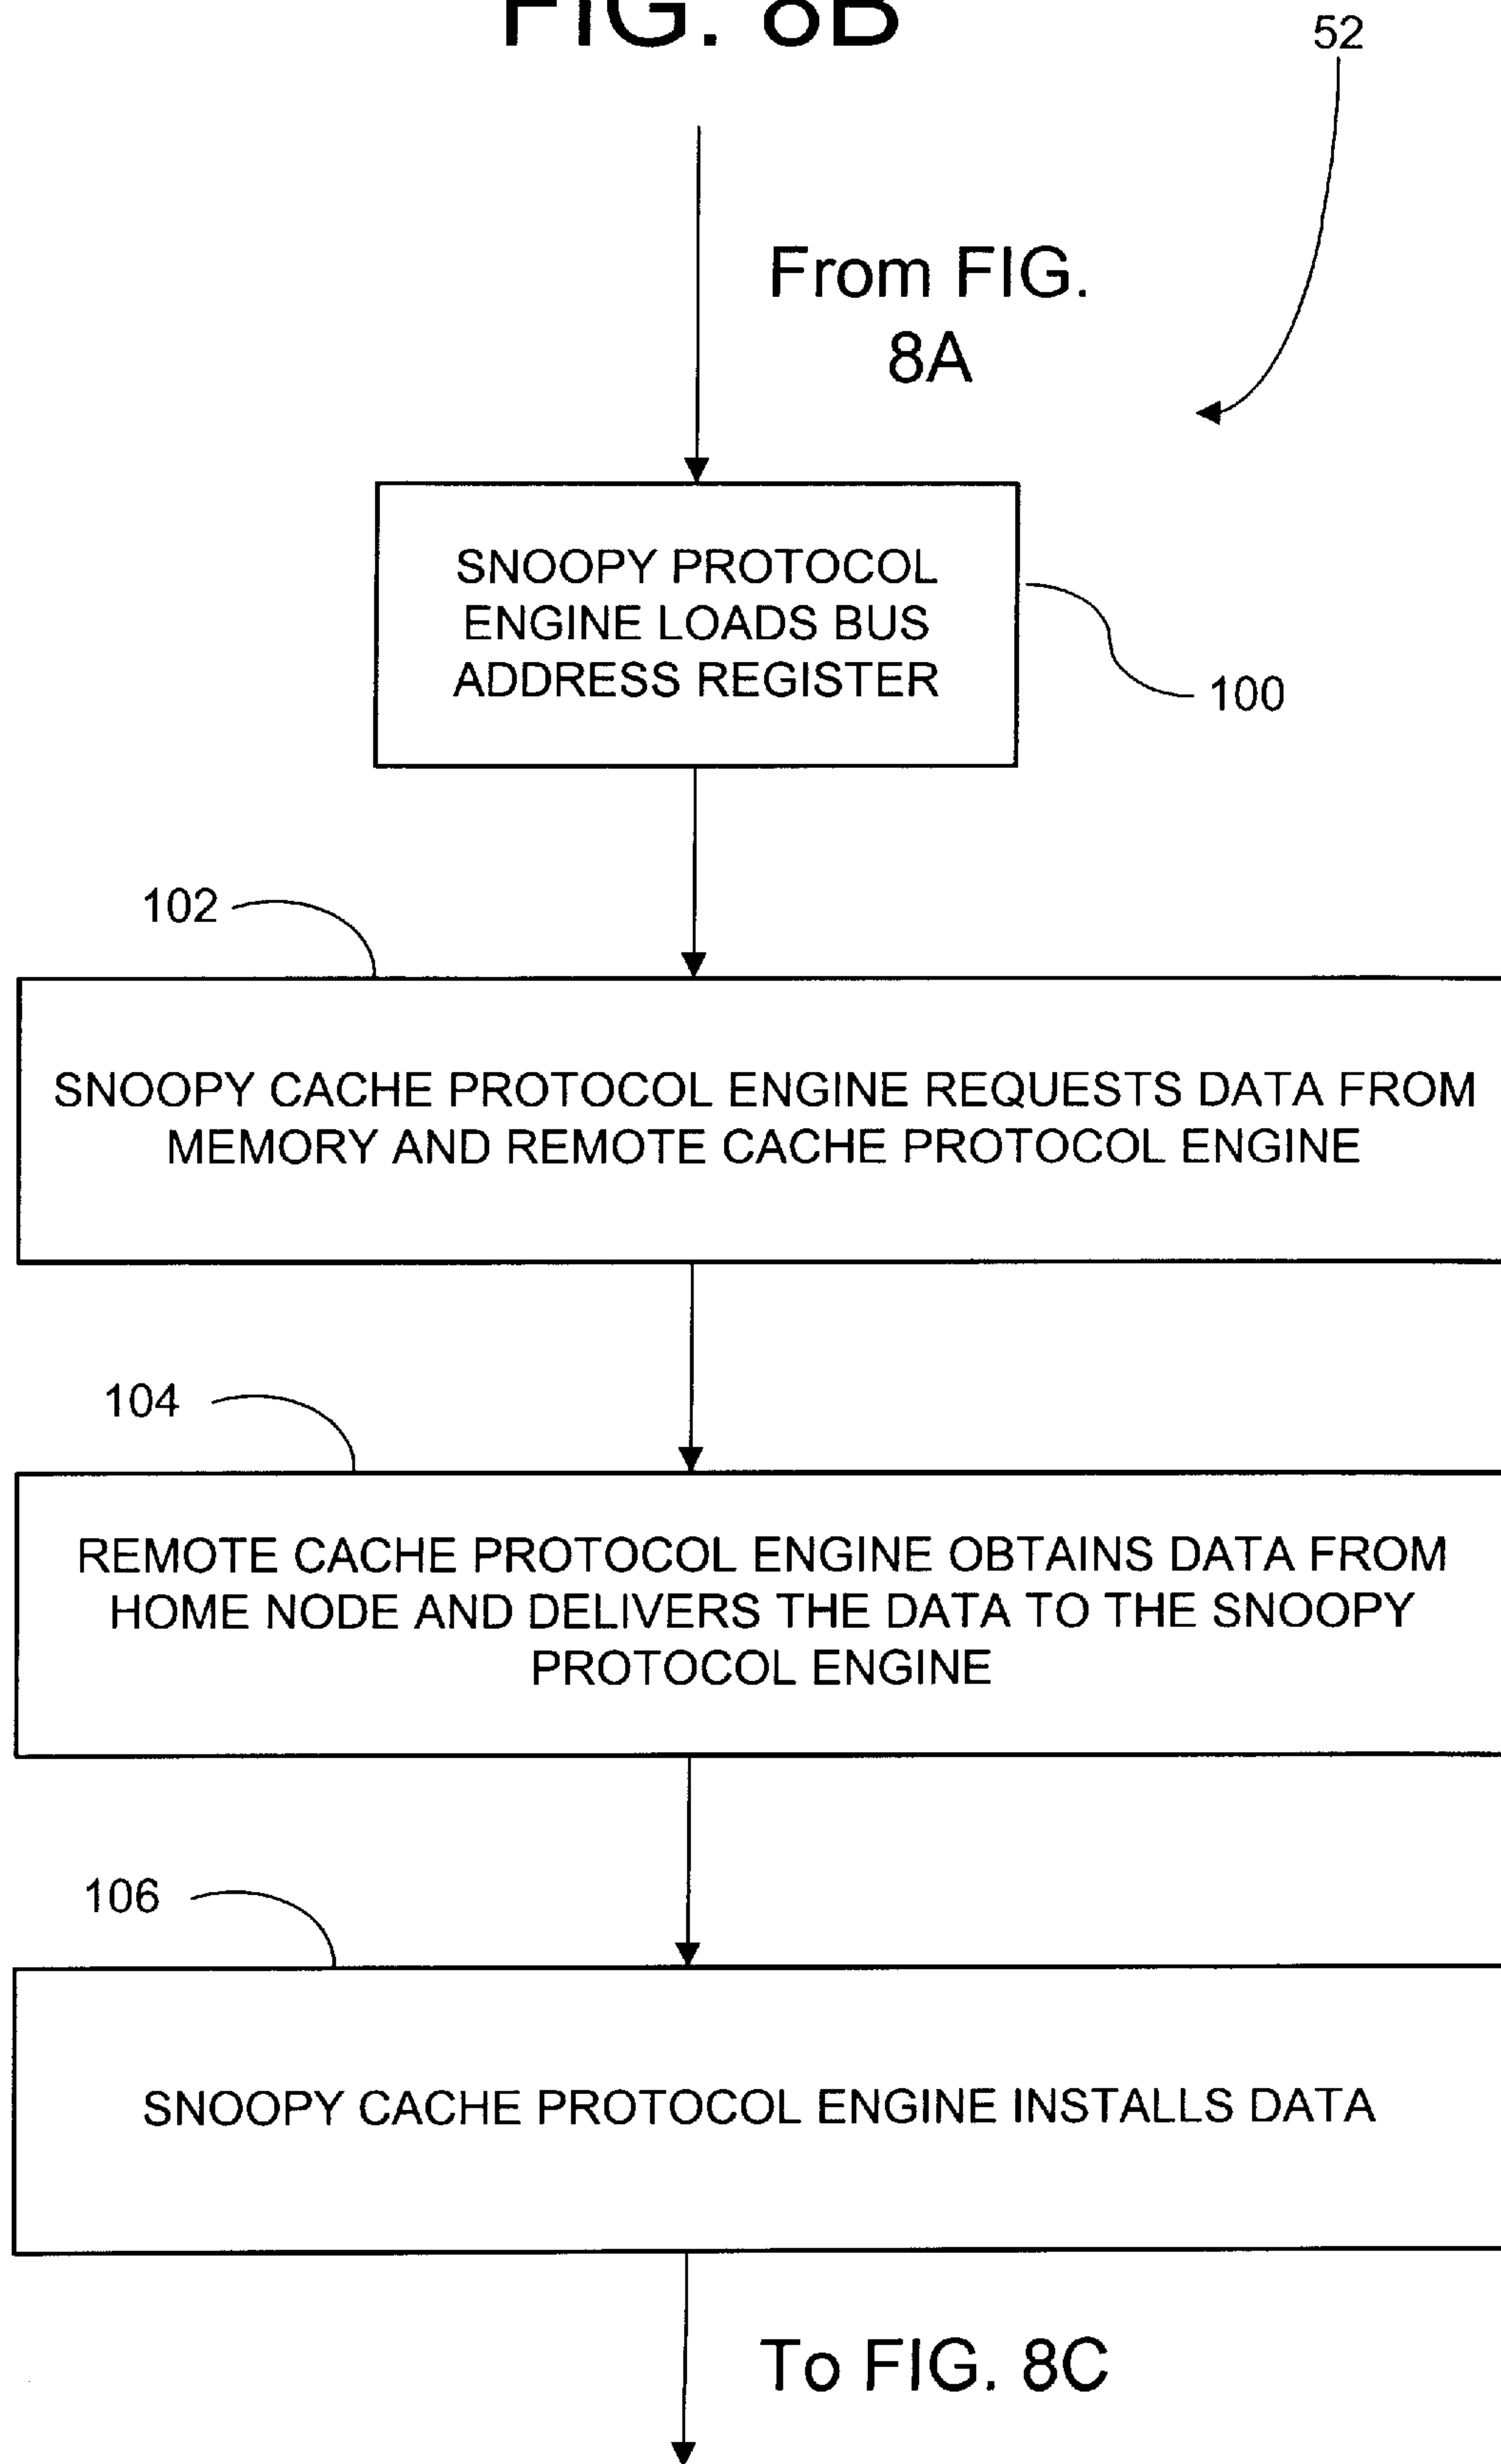 FIG. 8B
52
From FIG.
8A
SNOOPY PROTOCOL
ENGINE LOADS BUS
ADDRESS REGISTER
100
102
SNOOPY CACHE PROTOCOL ENGINE REQUESTS DATA FROM
MEMORY AND REMOTE CACHE PROTOCOL ENGINE
104
REMOTE CACHE PROTOCOL ENGINE OBTAINS DATA FROM
HOME NODE AND DELIVERS THE DATA TO THE SNOOPY
PROTOCOL ENGINE
106
SNOOPY CACHE PROTOCOL ENGINE INSTALLS DATA
To FIG. 8C